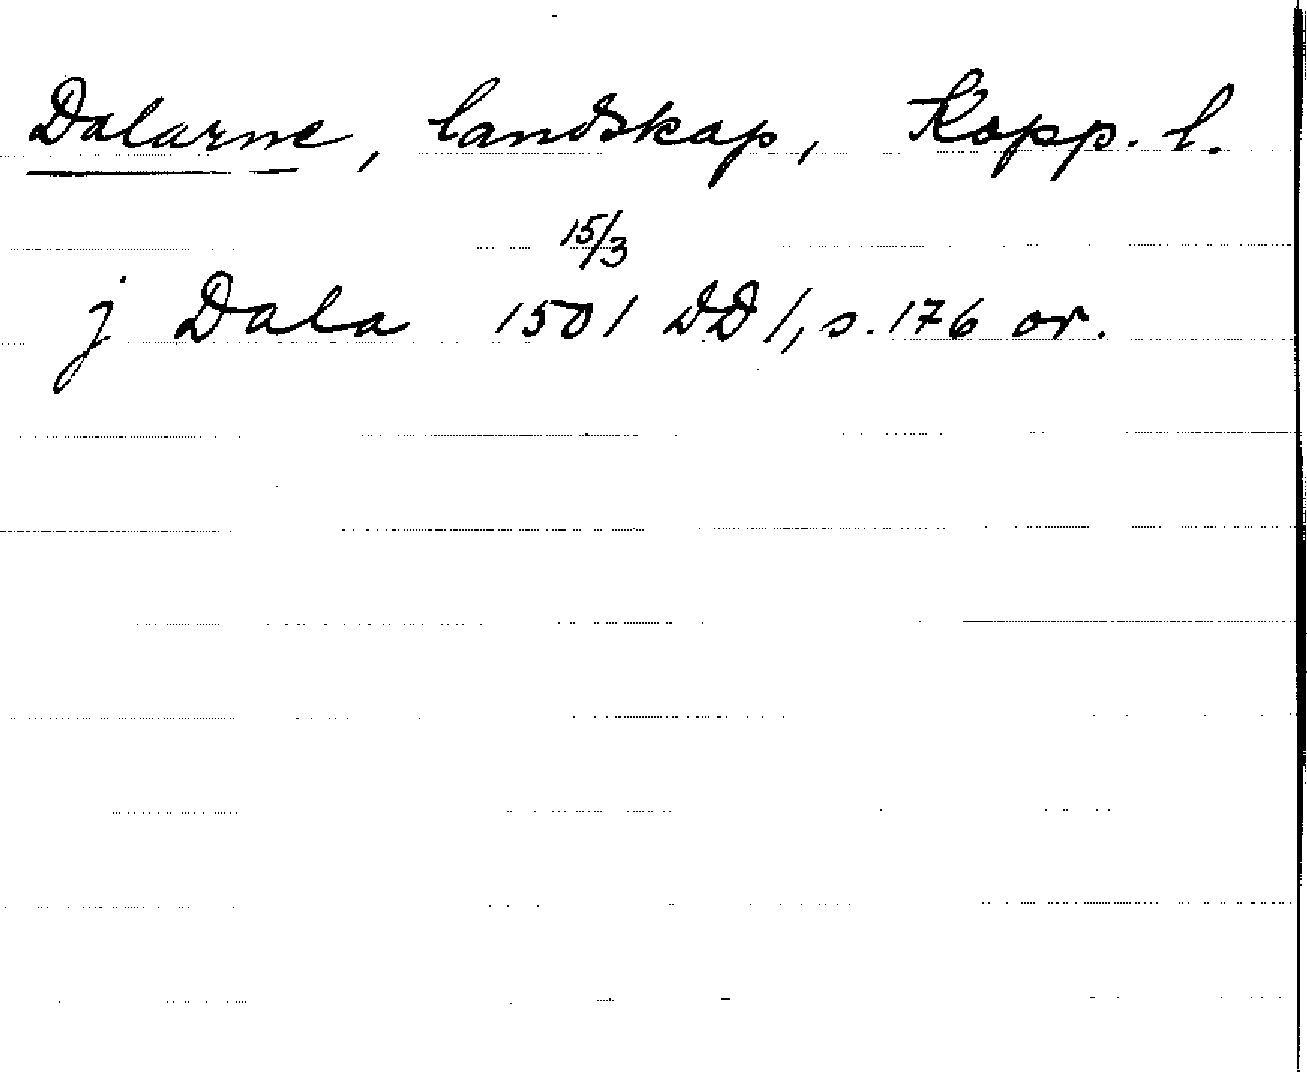 Dalarne, landskap, Kopp. l.
15/3
j Dala 1501 DD 1, s. 176 or.